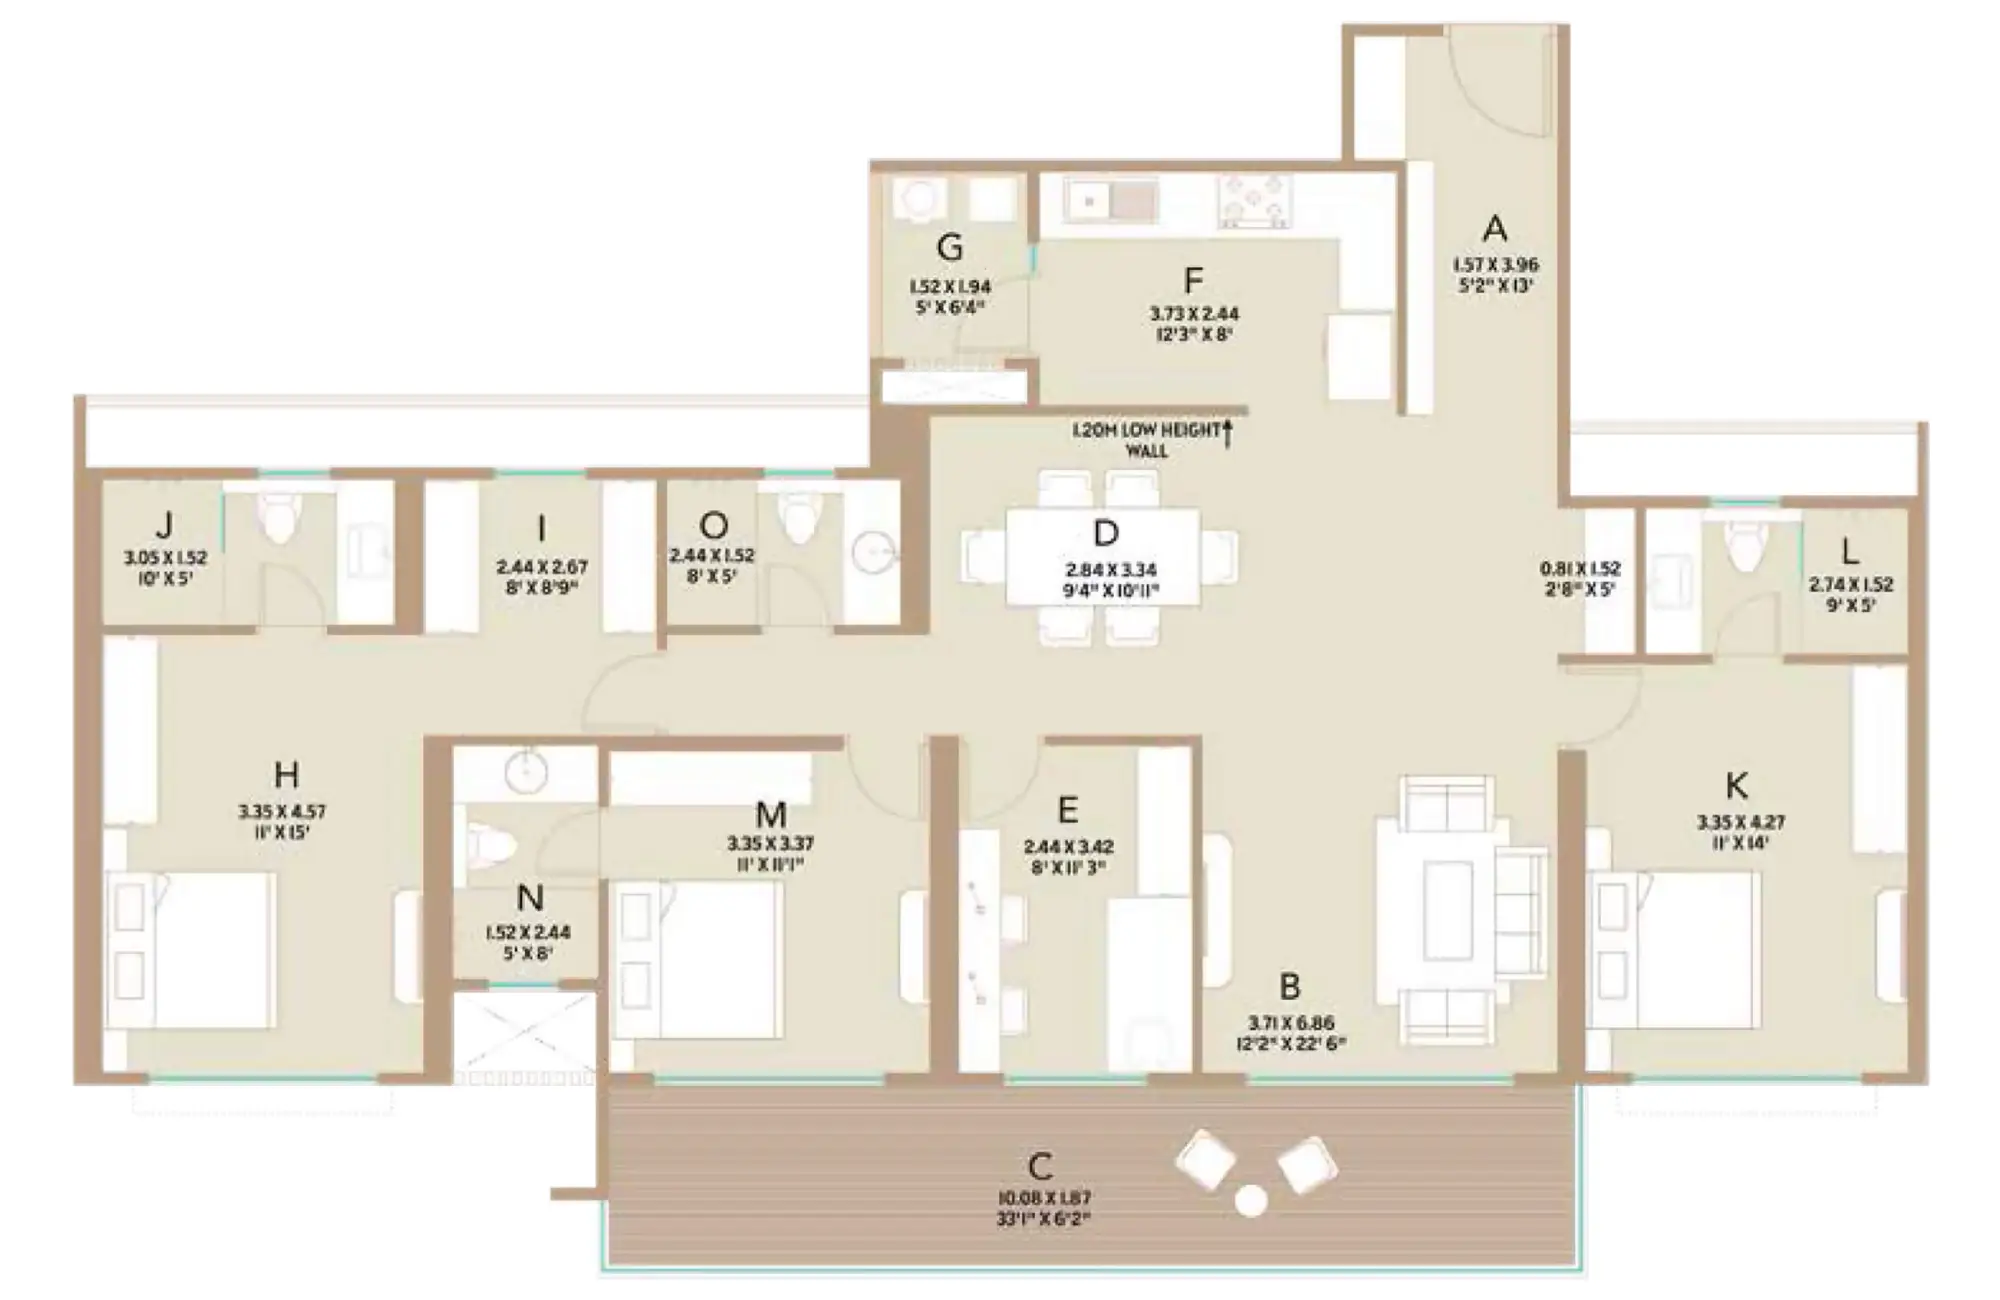 A
1.57 X 3.96
5'2" X 13'
G
1.52 X 1.94
5' X 6'4"
F
3.73 X 2.44
12'3" X 8'
1.20M LOW HEIGHT
WALL
J
3.05 X 1.52
10' X 5'
I
2.44 X 2.67
8' X 8'9"
O
2.44 X 1.52
8' X 5'
D
2.84 X 3.34
9'4" X 10'11"
0.81 X 1.52
2'8" X 5'
L
2.74 X 1.52
9' X 5'
H
3.35 X 4.57
11' X 15'
M
3.35 X 3.37
11' X 11'1"
E
2.44 X 3.42
8' X 11' 3"
K
3.35 X 4.27
11' X 14'
N
1.52 X 2.44
5' X 8'
B
3.71 X 6.86
12'2" X 22' 6"
C
10.08 X 1.87
33'1" X 6'2"